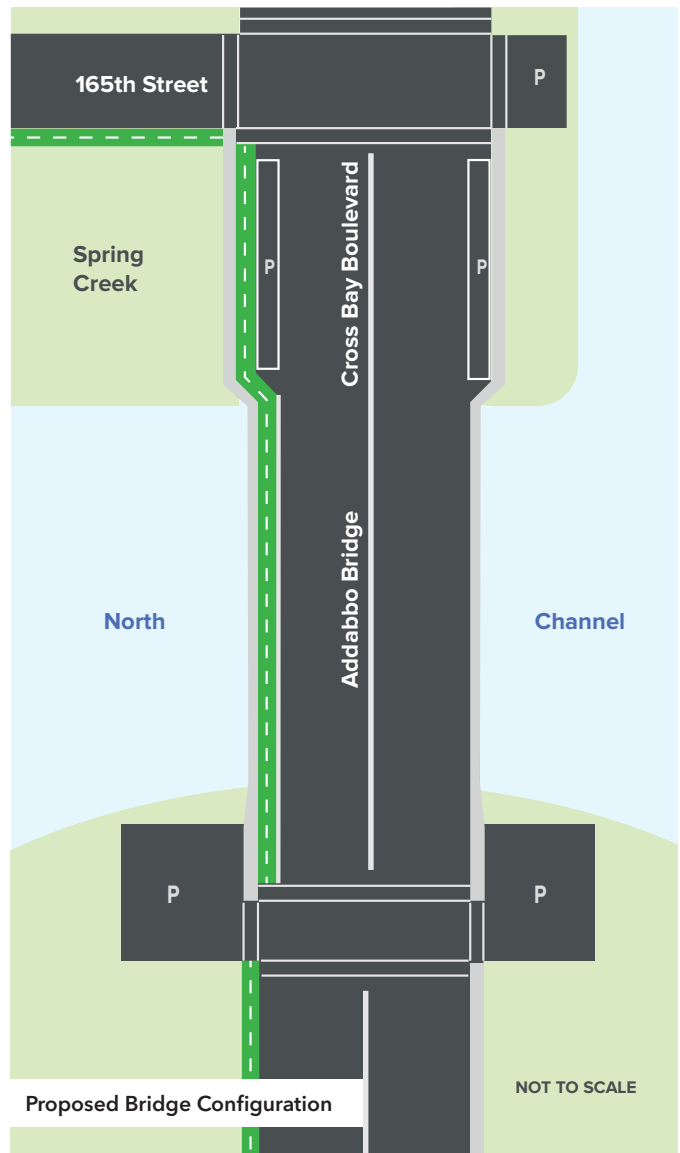 165th Street
P
Cross Bay Boulevard
Spring
Creek
P
P
Addabbo Bridge
North
Channel
P
P
NOT TO SCALE
Proposed Bridge Configuration